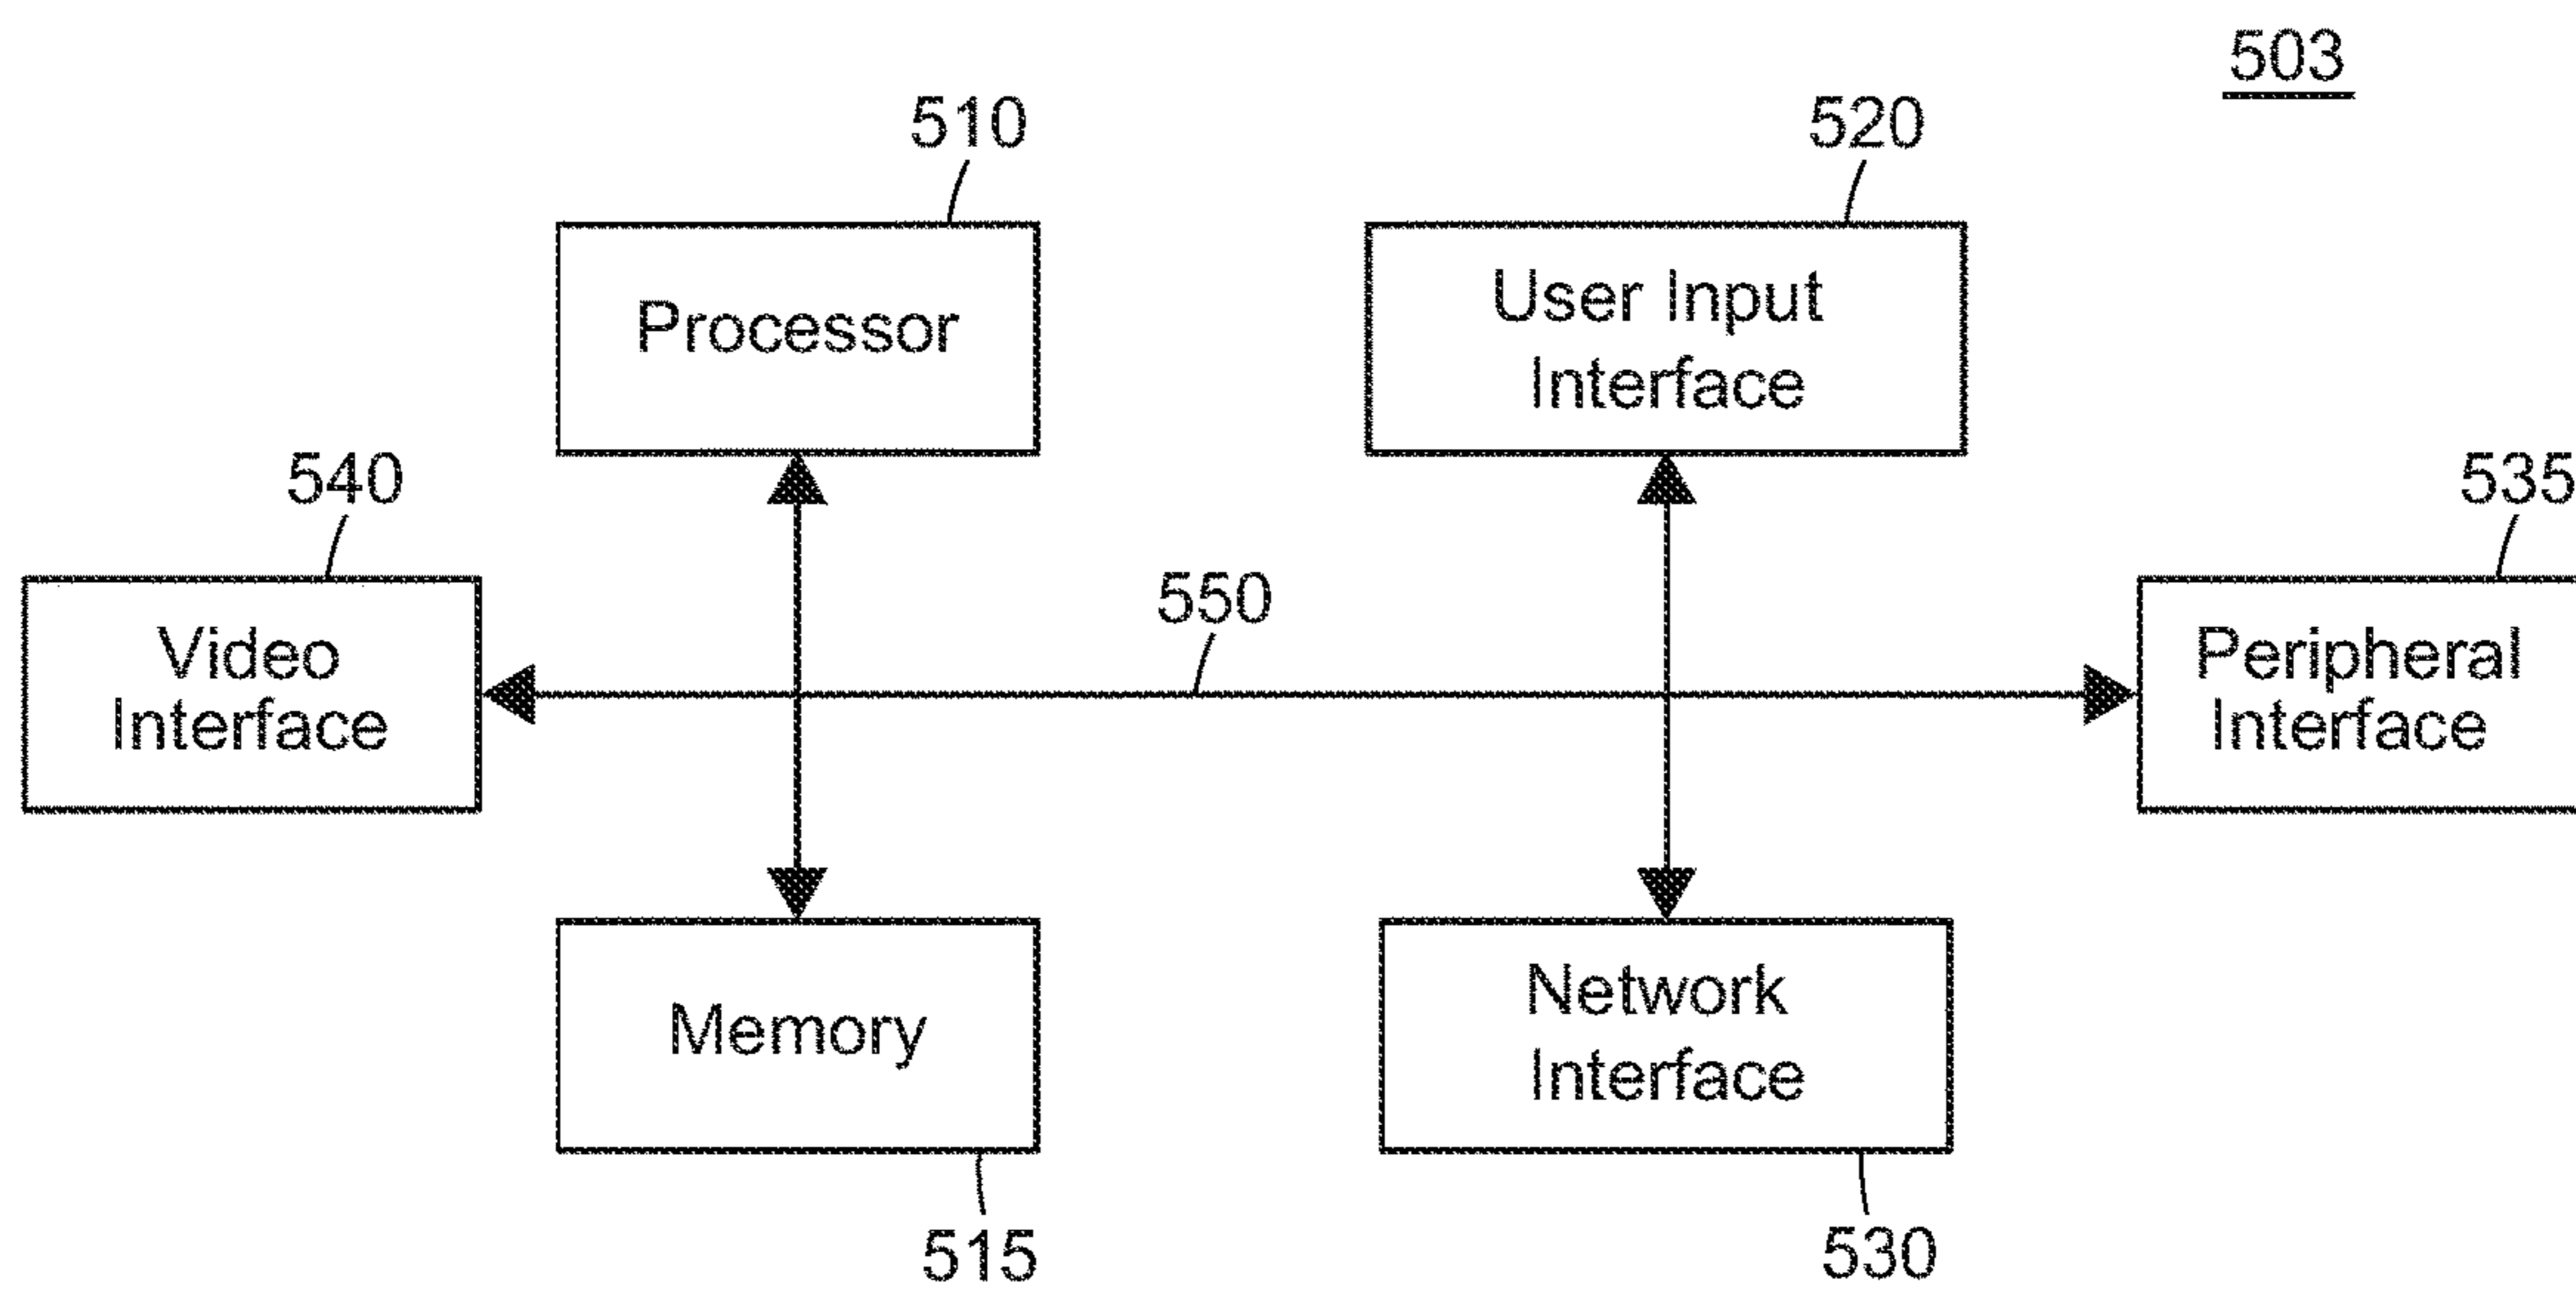 503
510
520
Processor
User Input
Interface
540
535
550
Video
Interface
Peripheral
Interface
Memory
Network
Interface
515
530